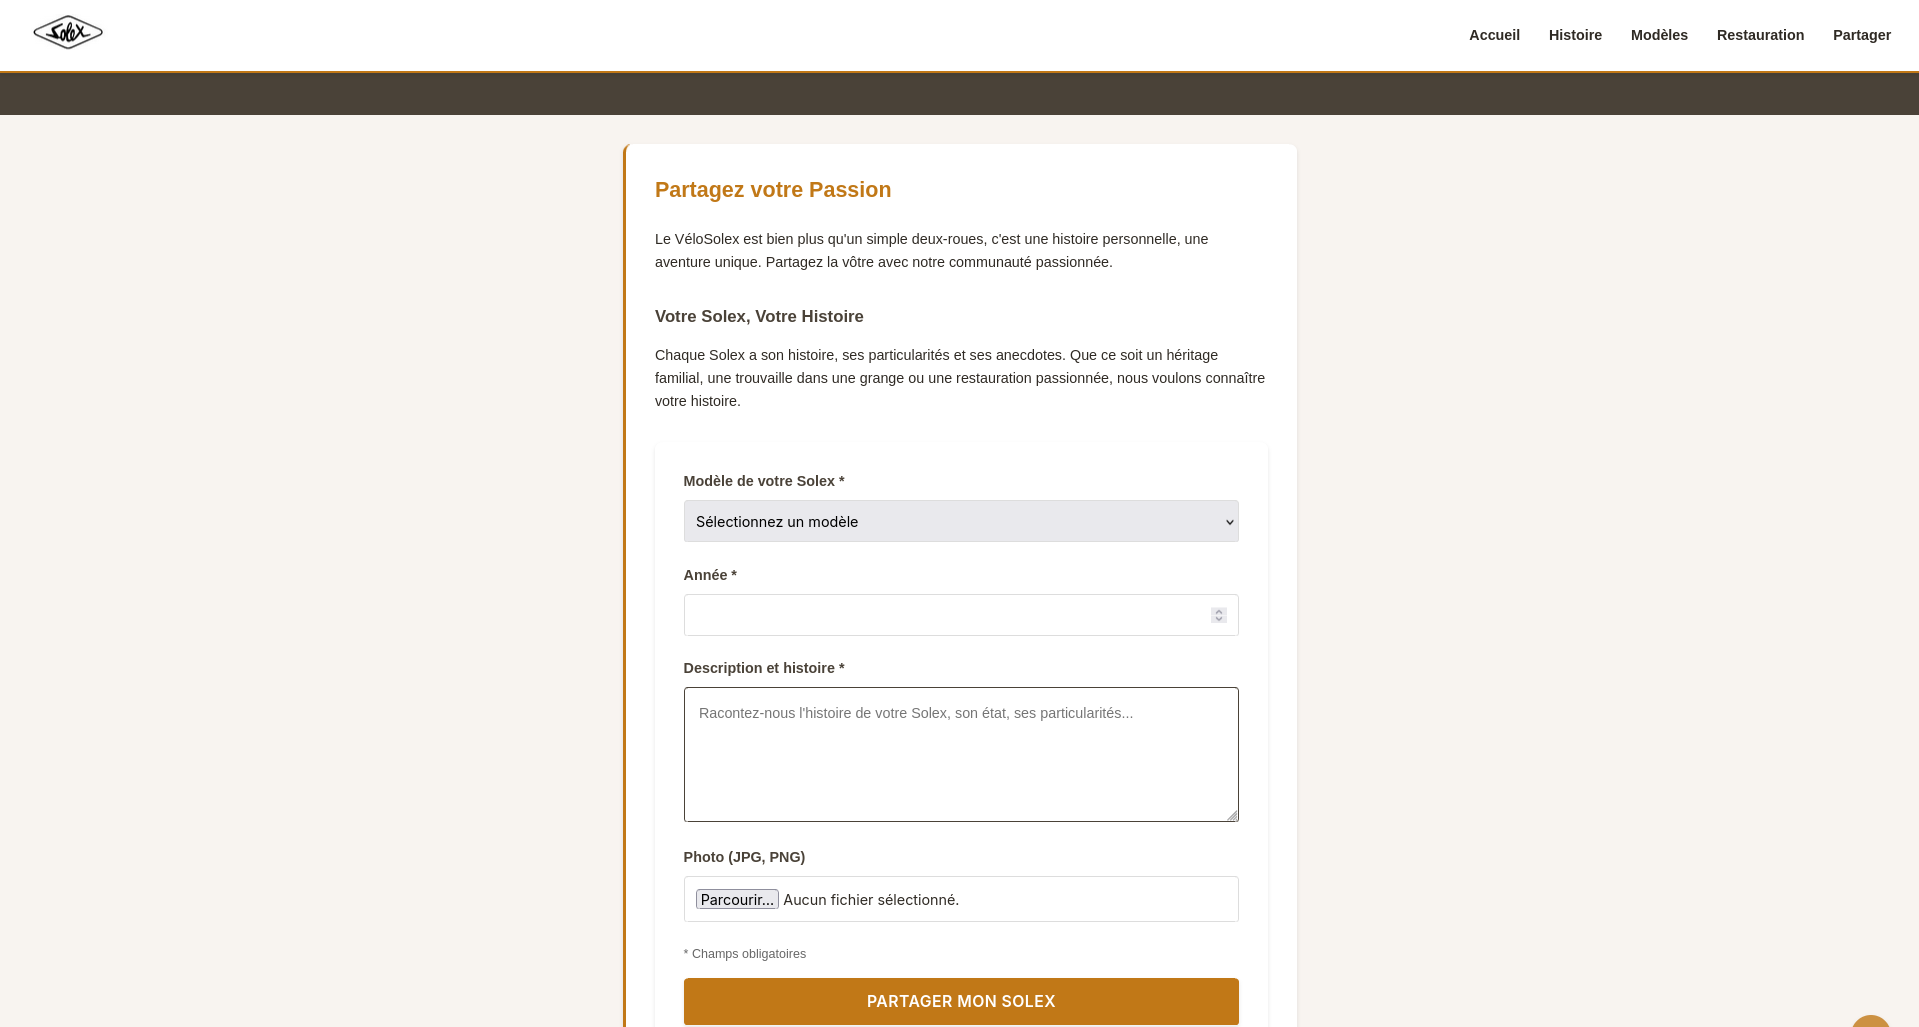 Solex
Accueil Histoire Modèles Restauration Partager
Partagez votre Passion
Le VéloSolex est bien plus qu'un simple deux-roues, c'est une histoire personnelle, une
aventure unique. Partagez la vôtre avec notre communauté passionnée.
Votre Solex, Votre Histoire
Chaque Solex a son histoire, ses particularités et ses anecdotes. Que ce soit un héritage
familial, une trouvaille dans une grange ou une restauration passionnée, nous voulons connaître
votre histoire.
Modèle de votre Solex *
Sélectionnez un modèle
Année *
Description et histoire *
Racontez-nous l'histoire de votre Solex, son état, ses particularités...
Photo (JPG, PNG)
Parcourir... Aucun fichier sélectionné.
* Champs obligatoires
PARTAGER MON SOLEX